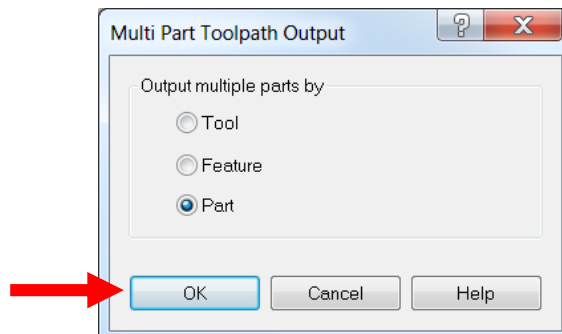 Multi Part Toolpath Output
Output multiple parts by
Tool
Feature
Part
OK Cancel Help